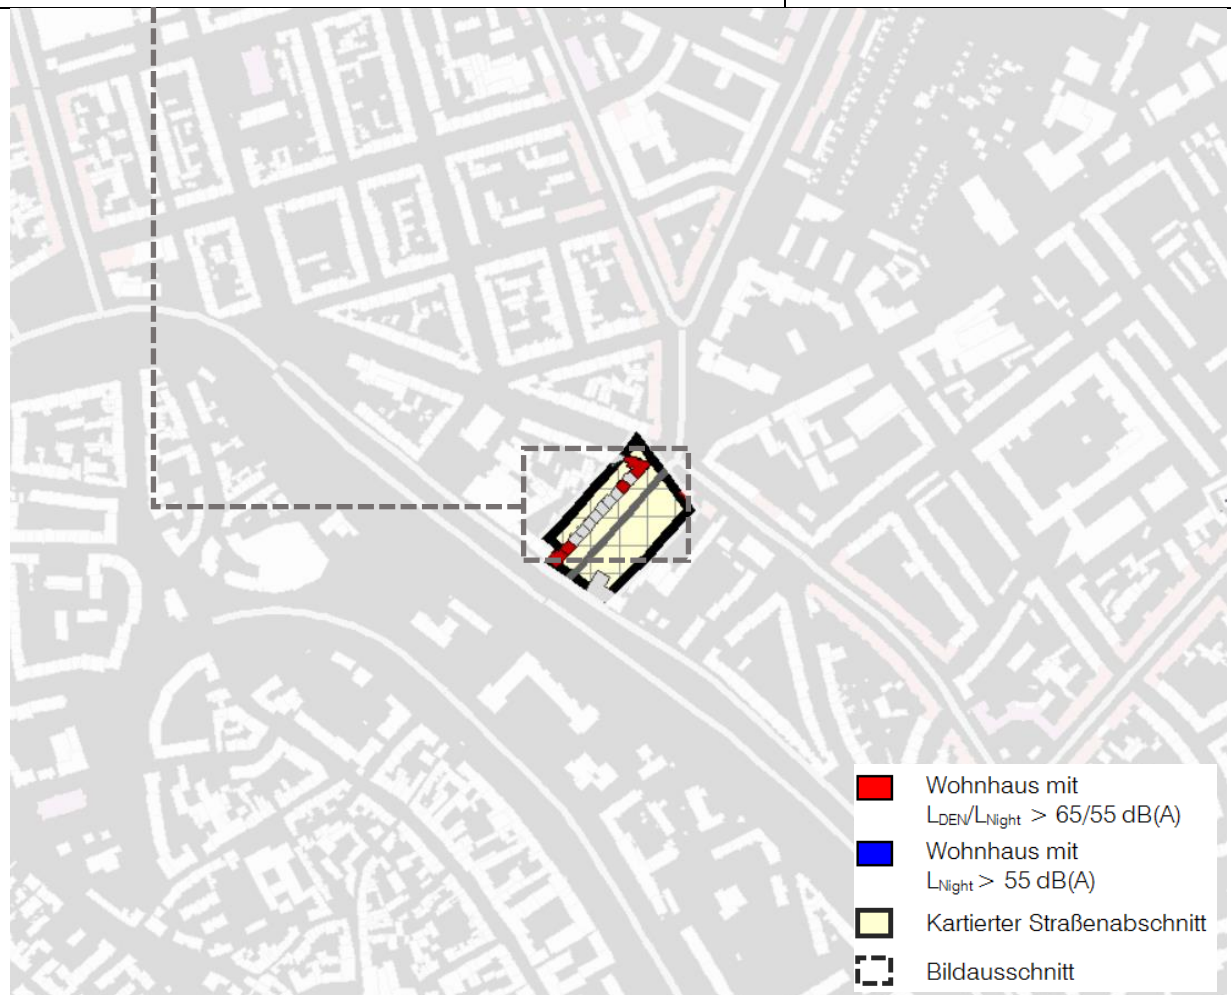 Wohnhaus mit
LDEN/LNight > 65/55 dB(A)
Wohnhaus mit
LNight > 55 dB(A)
Kartierter Straßenabschnitt
Bildausschnitt